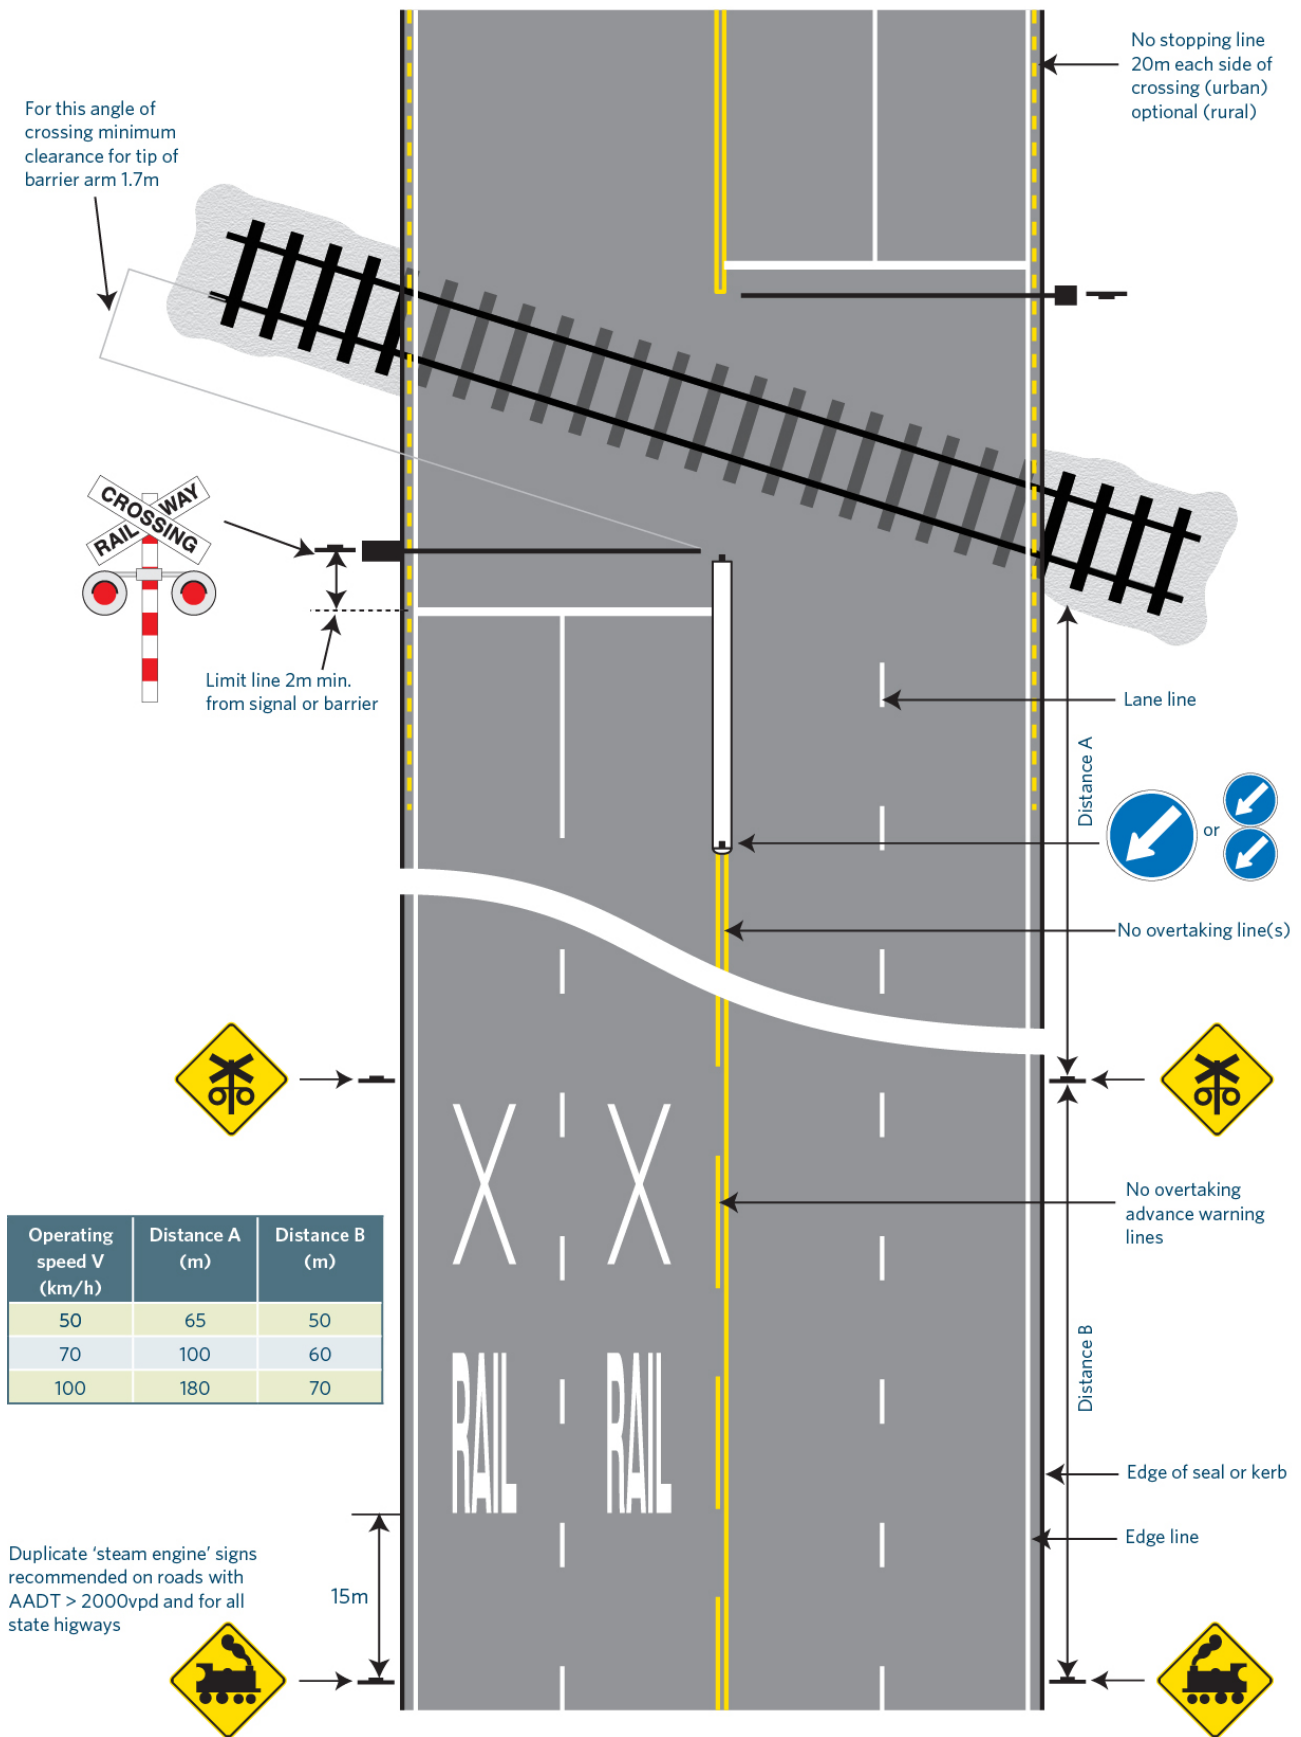 No stopping line
20m each side of
crossing (urban)
optional (rural)
For this angle of
crossing minimum
clearance for tip of
barrier arm 1.7m
CROSSING
RAIL WAY
Limit line 2m min.
from signal or barrier
Lane line
Distance A
or
No overtaking line(s)
No overtaking
advance warning
lines
Operating speed V (km/h) Distance A (m) Distance B (m)
50 65 50
70 100 60
100 180 70
RAIL RAIL
Distance B
Edge of seal or kerb
Edge line
Duplicate ‘steam engine’ signs
recommended on roads with
AADT > 2000vpd and for all
state higways
15m